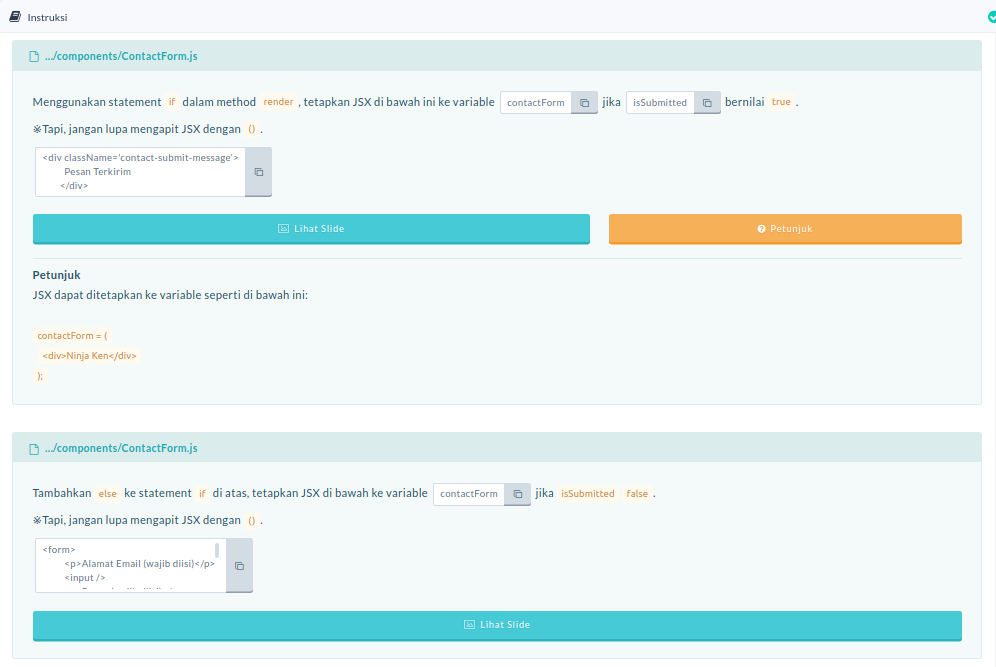 Instruksi
.../components/ContactForm.js
Menggunakan statement if dalam method render , tetapkan JSX di bawah ini ke variable contactForm jika isSubmitted bernilai true .
※Tapi, jangan lupa mengapit JSX dengan () .
<div className='contact-submit-message'>
Pesan Terkirim
</div>
Lihat Slide
Petunjuk
Petunjuk
JSX dapat ditetapkan ke variable seperti di bawah ini:
contactForm = (
<div>Ninja Ken</div>
);
.../components/ContactForm.js
Tambahkan else ke statement if di atas, tetapkan JSX di bawah ke variable contactForm jika isSubmitted false .
※Tapi, jangan lupa mengapit JSX dengan () .
<form>
<p>Alamat Email (wajib diisi)</p>
<input />
Lihat Slide